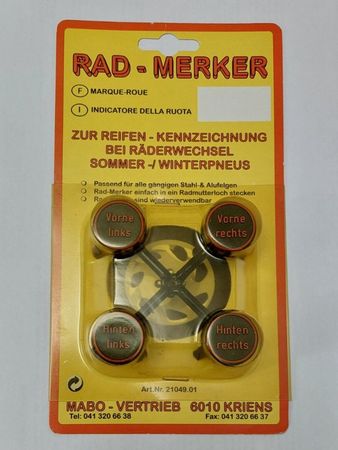 RAD - MERKER
F MARQUE-ROUE
I INDICATORE DELLA RUOTA
ZUR REIFEN - KENNZEICHNUNG
BEI RÄDERWECHSEL
SOMMER -/ WINTERPNEUS
Passend für alle gängigen Stahl-& Alufelgen
Rad-Merker einfach in ein Radmutterloch stecken
sind wiederverwendbar
Vorne links
Vorne rechts
Hinten links
Hinten rechts
Art.Nr. 21049.01
MABO - VERTRIEB 6010 KRIENS
Tel: 041 320 66 38 Fax: 041 320 66 37